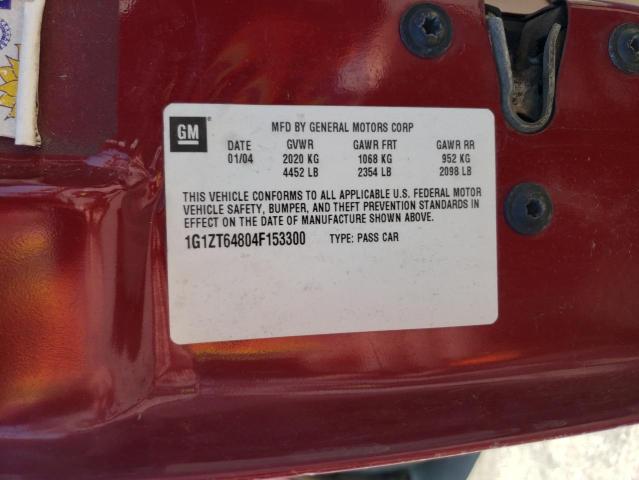 GM
MFD BY GENERAL MOTORS CORP
DATE GVWR GAWR FRT GAWR RR
01/04 2020 KG 1068 KG 952 KG
4452 LB 2354 LB 2098 LB
THIS VEHICLE CONFORMS TO ALL APPLICABLE U.S. FEDERAL MOTOR
VEHICLE SAFETY, BUMPER, AND THEFT PREVENTION STANDARDS IN
EFFECT ON THE DATE OF MANUFACTURE SHOWN ABOVE.
1G1ZT64804F153300 TYPE: PASS CAR